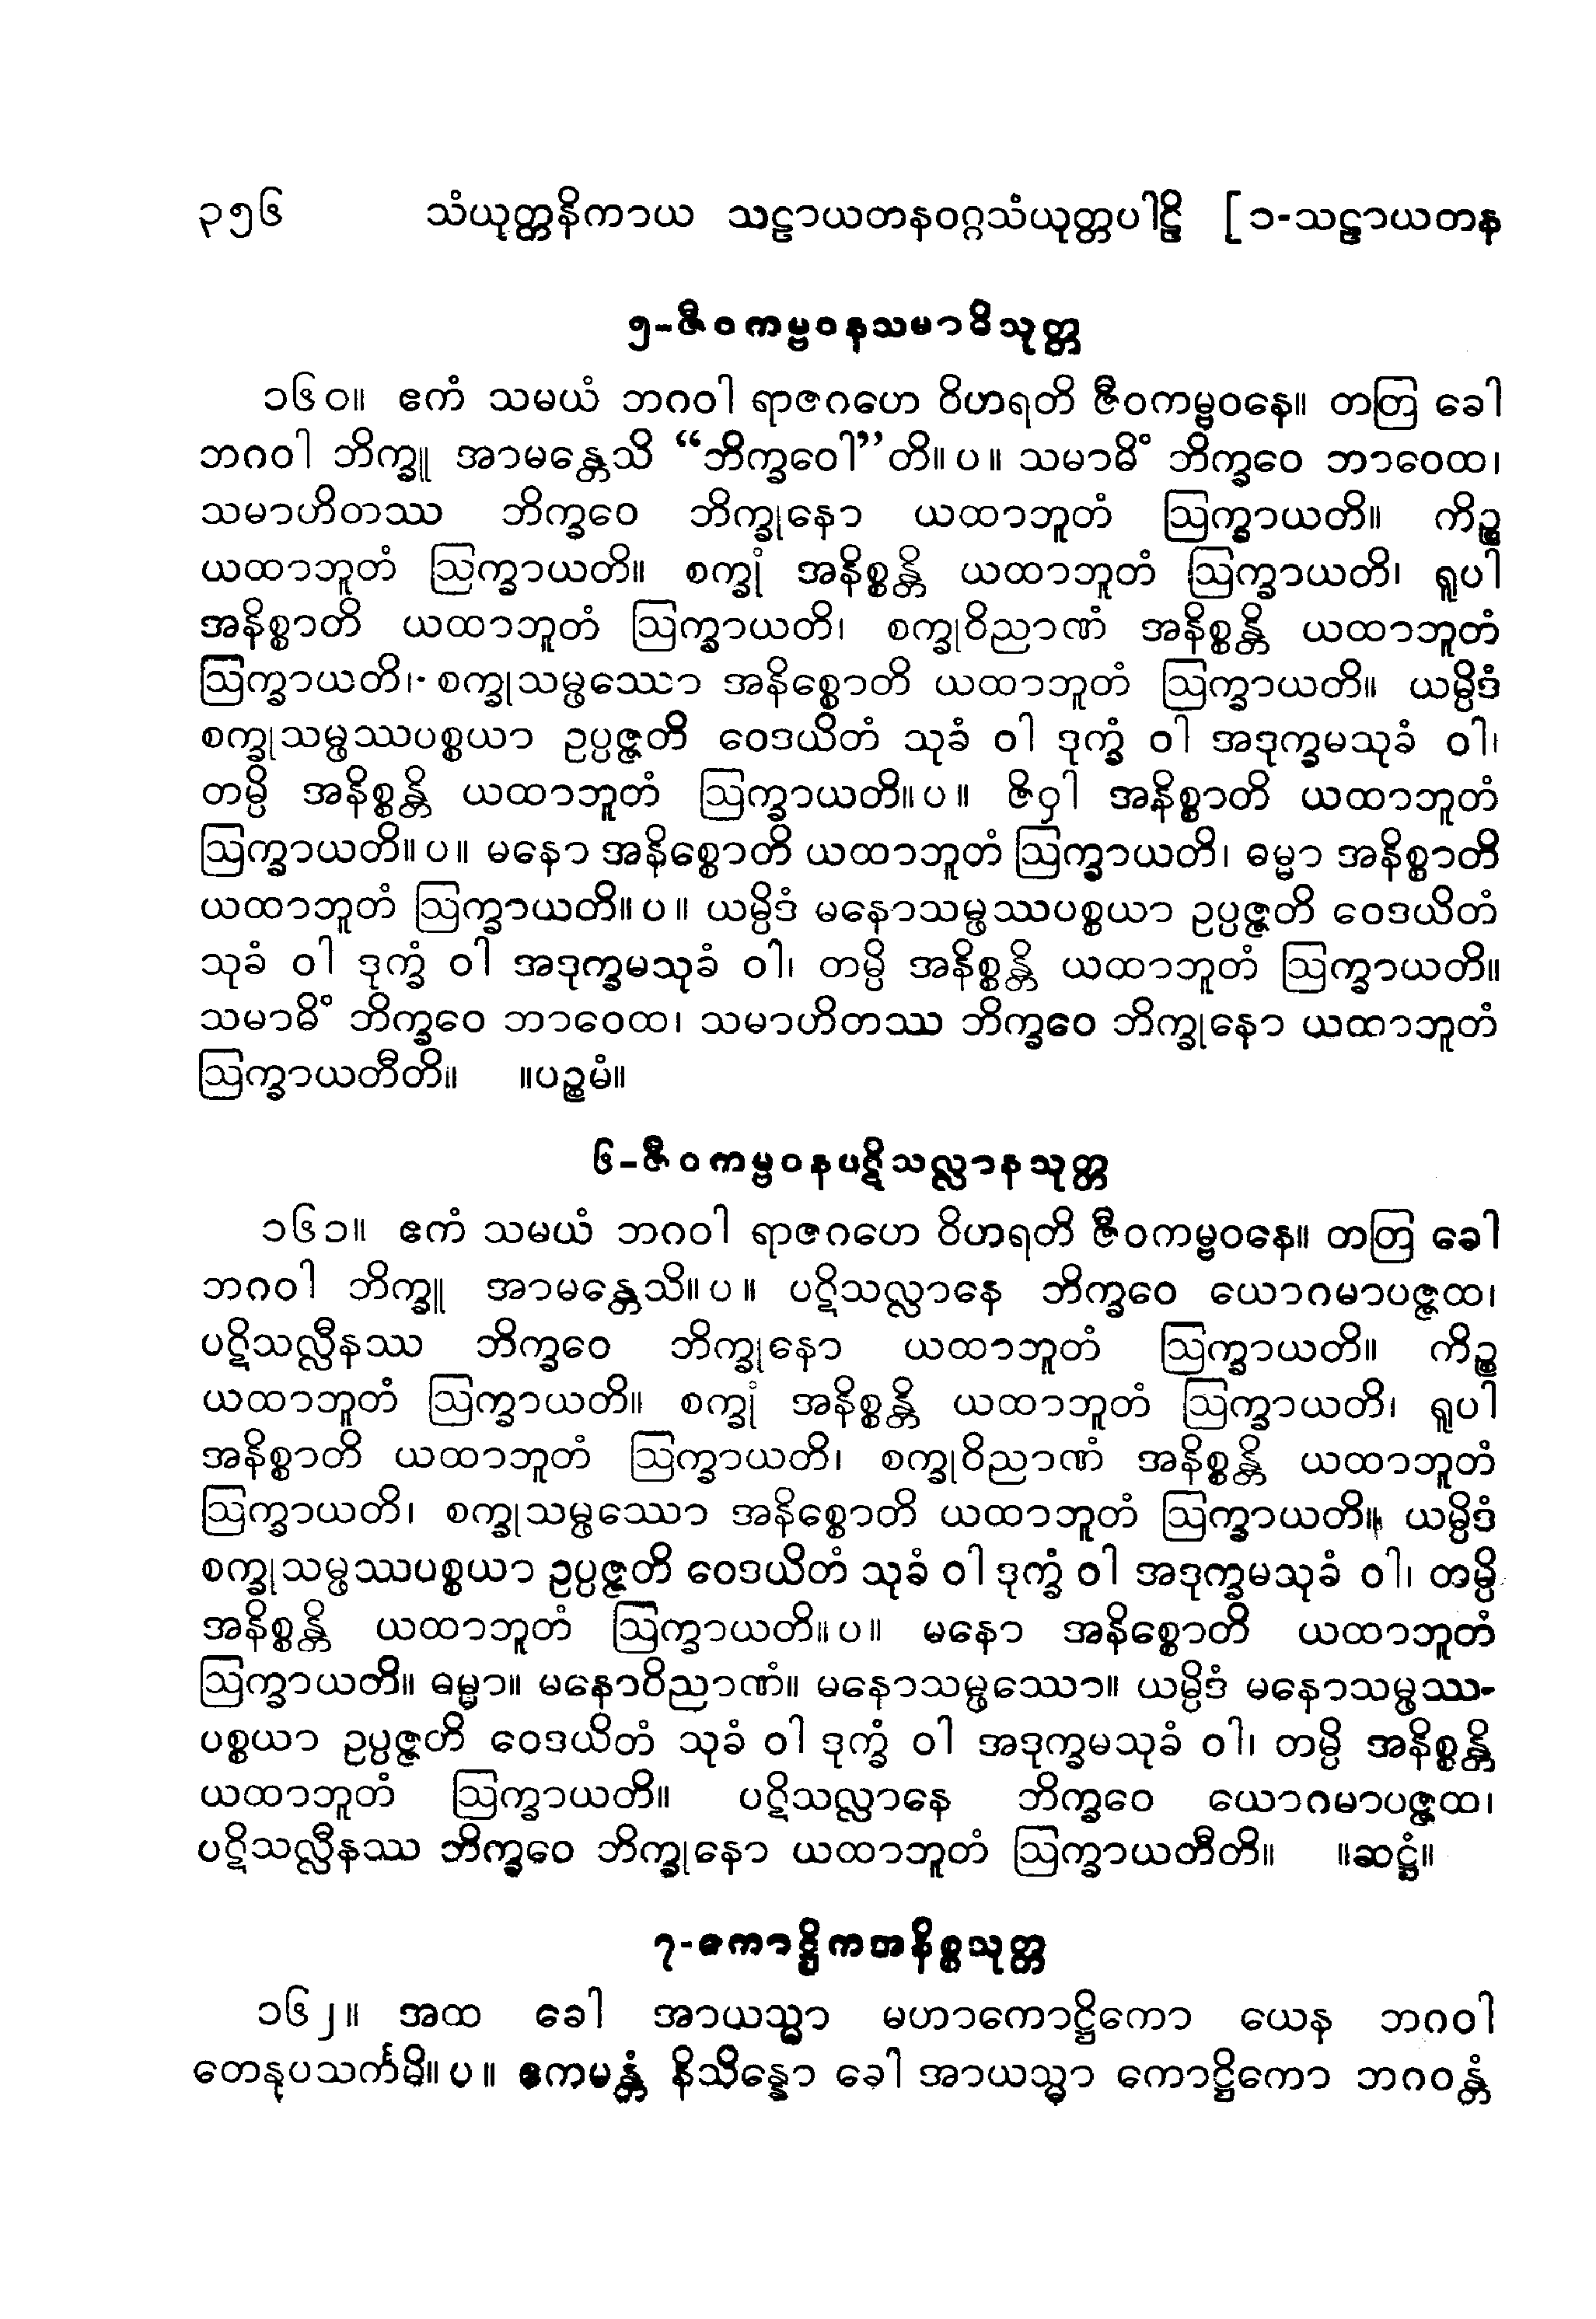 ၃၅၆ သံယုတ္တနိကာယ သဠာယတနဝဂ္ဂသံယုတ္တပါဠိ [၁-သဠာယတန
၅-ဇီဝကမ္ဗဝနသမာဓိသုတ္တ
၁၆၀။ ဧကံ သမယံ ဘဂဝါ ရာဇဂဟေ ဝိဟရတိ ဇီဝကမ္ဗဝနေ။ တတြ ခေါ
ဘဂဝါ ဘိက္ခူ အာမန္တေသိ “ဘိက္ခဝေါ”တိ။ပ။ သမာဓိံ ဘိက္ခဝေ ဘာဝေထ၊
သမာဟိတဿ ဘိက္ခဝေ ဘိက္ခုနော ယထာဘူတံ ဩက္ခာယတိ။ ကိဉ္စ
ယထာဘူတံ ဩက္ခာယတိ။ စက္ခုံ အနိစ္စန္တိ ယထာဘူတံ ဩက္ခာယတိ၊ ရူပါ
အနိစ္စာတိ ယထာဘူတံ ဩက္ခာယတိ၊ စက္ခုဝိညာဏံ အနိစ္စန္တိ ယထာဘူတံ
ဩက္ခာယတိ၊ စက္ခုသမ္ဖဿော အနိစ္စောတိ ယထာဘူတံ ဩက္ခာယတိ။ ယမ္ပိဒံ
စက္ခုသမ္ဖဿပစ္စယာ ဥပ္ပဇ္ဇတိ ဝေဒယိတံ သုခံ ဝါ ဒုက္ခံ ဝါ အဒုက္ခမသုခံ ဝါ၊
တမ္ပိ အနိစ္စန္တိ ယထာဘူတံ ဩက္ခာယတိ။ပ။ ဇိဝှါ အနိစ္စာတိ ယထာဘူတံ
ဩက္ခာယတိ။ပ။ မနော အနိစ္စောတိ ယထာဘူတံ ဩက္ခာယတိ၊ ဓမ္မာ အနိစ္စာတိ
ယထာဘူတံ ဩက္ခာယတိ။ပ။ ယမ္ပိဒံ မနောသမ္ဖဿပစ္စယာ ဥပ္ပဇ္ဇတိ ဝေဒယိတံ
သုခံ ဝါ ဒုက္ခံ ဝါ အဒုက္ခမသုခံ ဝါ၊ တမ္ပိ အနိစ္စန္တိ ယထာဘူတံ ဩက္ခာယတိ။
သမာဓိံ ဘိက္ခဝေ ဘာဝေထ၊ သမာဟိတဿ ဘိက္ခဝေ ဘိက္ခုနော ယထာဘူတံ
ဩက္ခာယတီတိ။ ။ပဉ္စမံ။
၆-ဇီဝကမ္ဗဝနပဋိသလ္လာနသုတ္တ
၁၆၁။ ဧကံ သမယံ ဘဂဝါ ရာဇဂဟေ ဝိဟရတိ ဇီဝကမ္ဗဝနေ။ တတြ ခေါ
ဘဂဝါ ဘိက္ခူ အာမန္တေသိ။ပ။ ပဋိသလ္လာနေ ဘိက္ခဝေ ယောဂမာပဇ္ဇထ၊
ပဋိသလ္လီနဿ ဘိက္ခဝေ ဘိက္ခုနော ယထာဘူတံ ဩက္ခာယတိ။ ကိဉ္စ
ယထာဘူတံ ဩက္ခာယတိ။ စက္ခုံ အနိစ္စန္တိ ယထာဘူတံ ဩက္ခာယတိ၊ ရူပါ
အနိစ္စာတိ ယထာဘူတံ ဩက္ခာယတိ၊ စက္ခုဝိညာဏံ အနိစ္စန္တိ ယထာဘူတံ
ဩက္ခာယတိ၊ စက္ခုသမ္ဖဿော အနိစ္စောတိ ယထာဘူတံ ဩက္ခာယတိ။ ယမ္ပိဒံ
စက္ခုသမ္ဖဿပစ္စယာ ဥပ္ပဇ္ဇတိ ဝေဒယိတံ သုခံ ဝါ ဒုက္ခံ ဝါ အဒုက္ခမသုခံ ဝါ၊ တမ္ပိ
အနိစ္စန္တိ ယထာဘူတံ ဩက္ခာယတိ။ပ။ မနော အနိစ္စောတိ ယထာဘူတံ
ဩက္ခာယတိ။ ဓမ္မာ။ မနောဝိညာဏံ။ မနောသမ္ဖဿော။ ယမ္ပိဒံ မနောသမ္ဖဿ-
ပစ္စယာ ဥပ္ပဇ္ဇတိ ဝေဒယိတံ သုခံ ဝါ ဒုက္ခံ ဝါ အဒုက္ခမသုခံ ဝါ၊ တမ္ပိ အနိစ္စန္တိ
ယထာဘူတံ ဩက္ခာယတိ။ ပဋိသလ္လာနေ ဘိက္ခဝေ ယောဂမာပဇ္ဇထ၊
ပဋိသလ္လီနဿ ဘိက္ခဝေ ဘိက္ခုနော ယထာဘူတံ ဩက္ခာယတီတိ။ ။ဆဋ္ဌံ။
၇-ကောဋ္ဌိကအနိစ္စသုတ္တ
၁၆၂။ အထ ခေါ အာယသ္မာ မဟာကောဋ္ဌိကော ယေန ဘဂဝါ
တေနုပသင်္ကမိ။ပ။ ဧကမန္တံ နိသိန္နော ခေါ အာယသ္မာ ကောဋ္ဌိကော ဘဂဝန္တံ